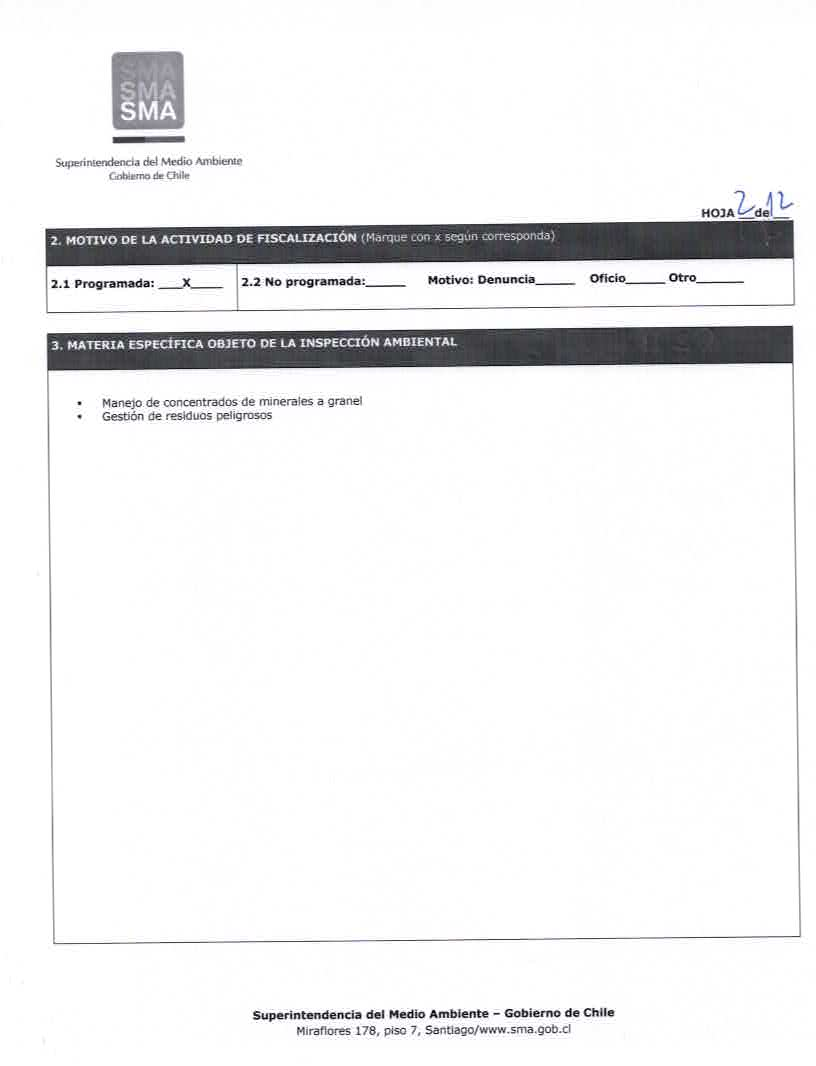 SMA
SMA
SMA
Superintendencia del Medio Ambiente
Gobierno de Chile
HOJA 2 de 12
2. MOTIVO DE LA ACTIVIDAD DE FISCALIZACIÓN (Marque con x según corresponda)
2.1 Programada: ___X____ 2.2 No programada:______ Motivo: Denuncia______ Oficio______ Otro_______
3. MATERIA ESPECÍFICA OBJETO DE LA INSPECCIÓN AMBIENTAL
• Manejo de concentrados de minerales a granel
• Gestión de residuos peligrosos
Superintendencia del Medio Ambiente – Gobierno de Chile
Miraflores 178, piso 7, Santiago/www.sma.gob.cl